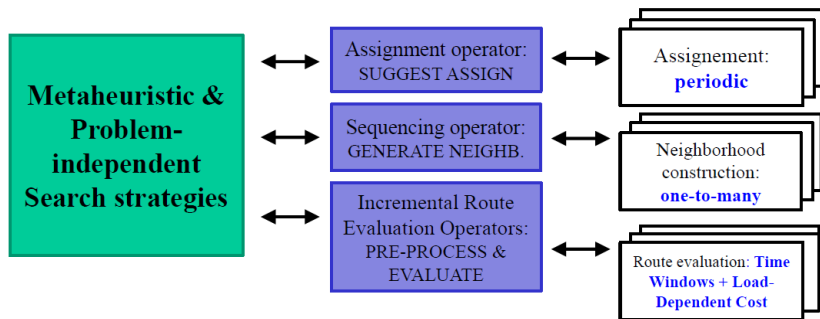 Metaheuristic &
Problem-
independent
Search strategies
Assignment operator:
SUGGEST ASSIGN
Sequencing operator:
GENERATE NEIGHB.
Incremental Route
Evaluation Operators:
PRE-PROCESS &
EVALUATE
Assignement:
periodic
Neighborhood
construction:
one-to-many
Route evaluation: Time
Windows + Load-
Dependent Cost